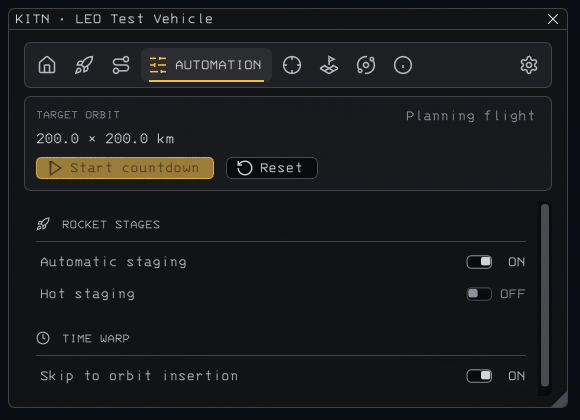 KITN · LEO Test Vehicle
AUTOMATION
TARGET ORBIT
Planning flight
200.0 × 200.0 km
Start countdown
Reset
ROCKET STAGES
Automatic staging ON
Hot staging OFF
TIME WARP
Skip to orbit insertion ON